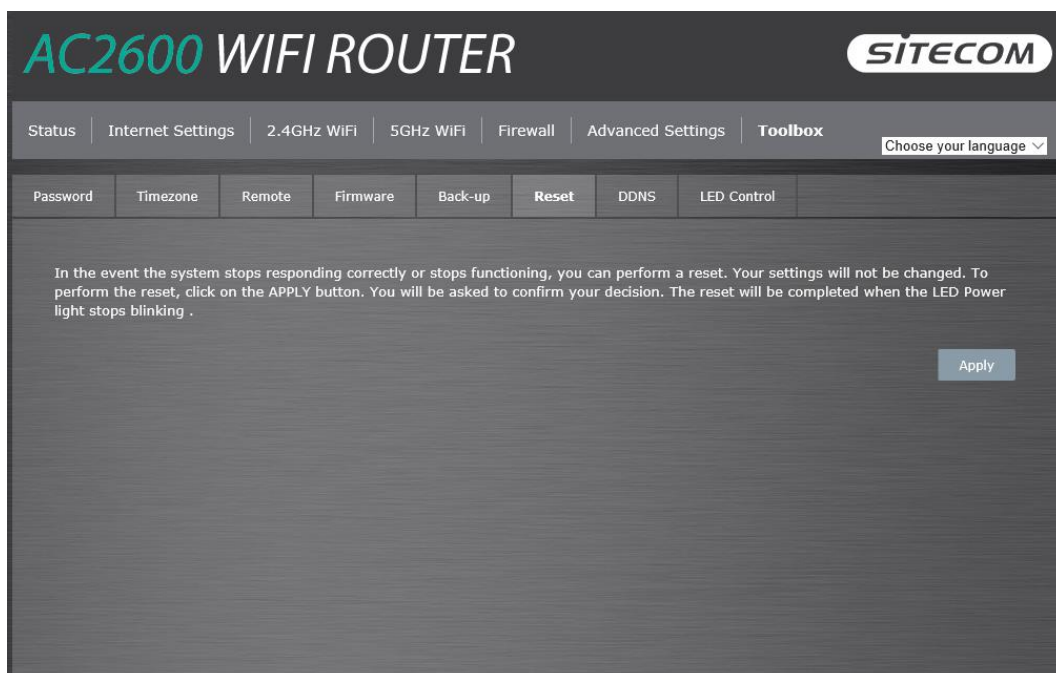 AC2600 WIFI ROUTER
SITECOM
Status Internet Settings 2.4GHz WiFi 5GHz WiFi Firewall Advanced Settings Toolbox
Choose your language
Password Timezone Remote Firmware Back-up Reset DDNS LED Control
In the event the system stops responding correctly or stops functioning, you can perform a reset. Your settings will not be changed. To
perform the reset, click on the APPLY button. You will be asked to confirm your decision. The reset will be completed when the LED Power
light stops blinking .
Apply